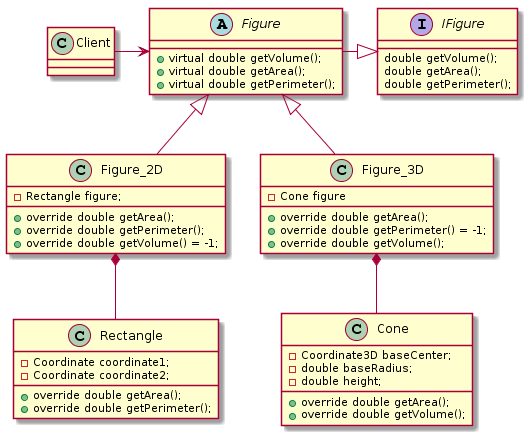 C Client
A Figure
virtual double getVolume();
virtual double getArea();
virtual double getPerimeter();
I IFigure
double getVolume();
double getArea();
double getPerimeter();
C Figure_2D
Rectangle figure;
override double getArea();
override double getPerimeter();
override double getVolume() = -1;
C Figure_3D
Cone figure
override double getArea();
override double getPerimeter() = -1;
override double getVolume();
C Rectangle
Coordinate coordinate1;
Coordinate coordinate2;
override double getArea();
override double getPerimeter();
C Cone
Coordinate3D baseCenter;
double baseRadius;
double height;
override double getArea();
override double getVolume();